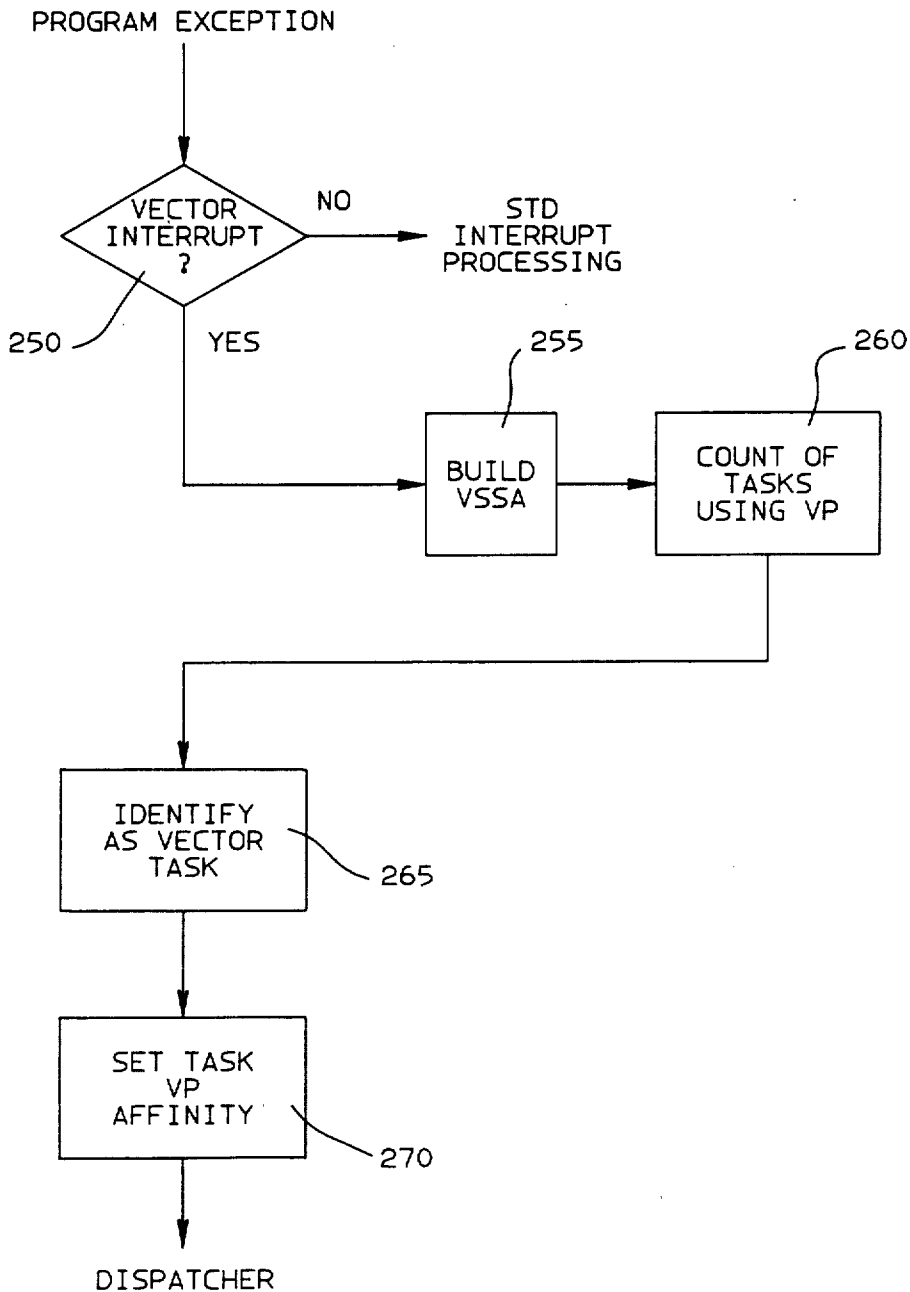 PROGRAM EXCEPTION
VECTOR
INTERRUPT
?
NO
STD
INTERRUPT
PROCESSING
250
YES
255
260
BUILD
VSSA
COUNT OF
TASKS
USING VP
IDENTIFY
AS VECTOR
TASK
265
SET TASK
VP
AFFINITY
270
DISPATCHER